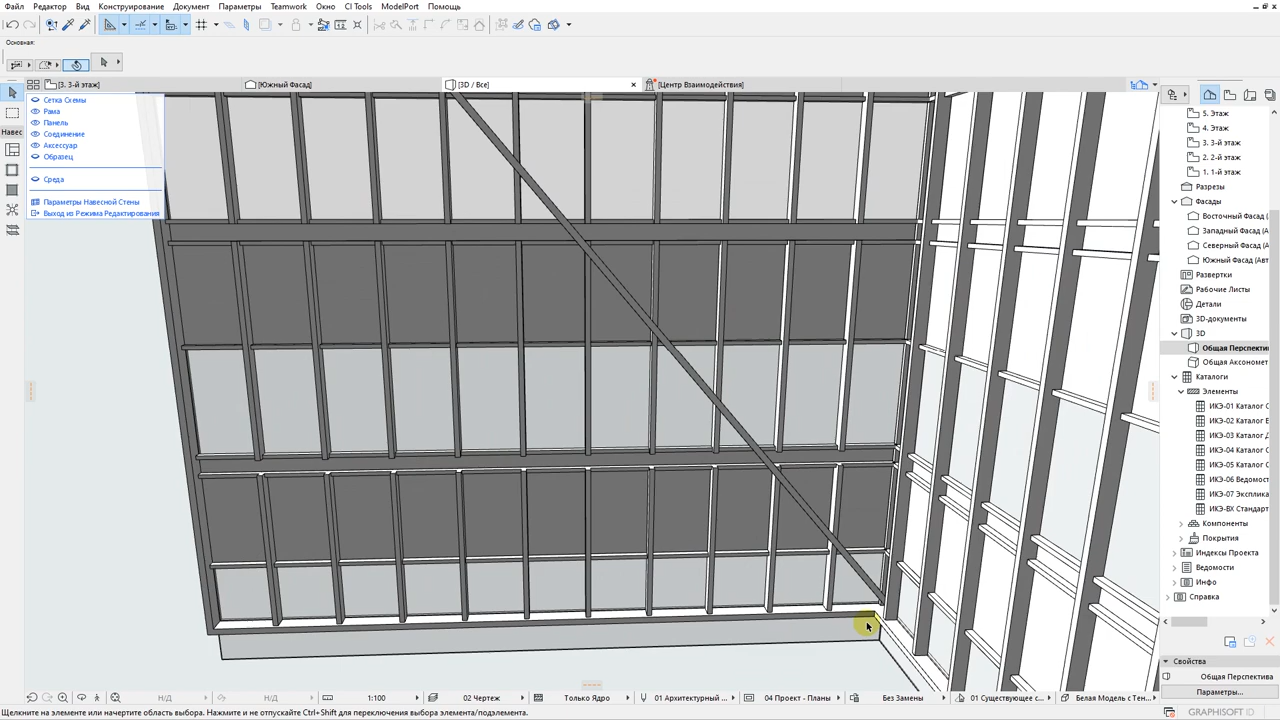 Файл Редактор Вид Конструирование Документ Параметры Teamwork Окно CI Tools ModelPort Помощь
Основная:
[3. 3-й этаж] [Южный Фасад] [3D / Все] [Центр Взаимодействия]
Сетка Схемы
Рама
Панель
Навес
Соединение
Аксессуар
Образец
Среда
Параметры Навесной Стены
Выход из Режима Редактирования
5. Этаж
4. Этаж
3. 3-й этаж
2. 2-й этаж
1. 1-й этаж
Разрезы
Фасады
Восточный Фасад (
Западный Фасад (А
Северный Фасад (А
Южный Фасад (Авт
Развертки
Рабочие Листы
Детали
3D-документы
3D
Общая Перспекти
Общая Аксономет
Каталоги
Элементы
ИКЭ-01 Каталог С
ИКЭ-02 Каталог Е
ИКЭ-03 Каталог Д
ИКЭ-04 Каталог С
ИКЭ-05 Каталог С
ИКЭ-06 Ведомост
ИКЭ-07 Эксплика
ИКЭ-ВХ Стандарт
Компоненты
Покрытия
Индексы Проекта
Ведомости
Инфо
Справка
Свойства
Общая Перспектива
Параметры...
Н/Д Н/Д 1:100 02 Чертеж Только Ядро 01 Архитектурный ... 04 Проект - Планы Без Замены 01 Существующее с... Белая Модель с Тен...
Щелкните на элементе или начертите область выбора. Нажмите и не отпускайте Ctrl+Shift для переключения выбора элемента/подэлемента.
GRAPHISOFT ID